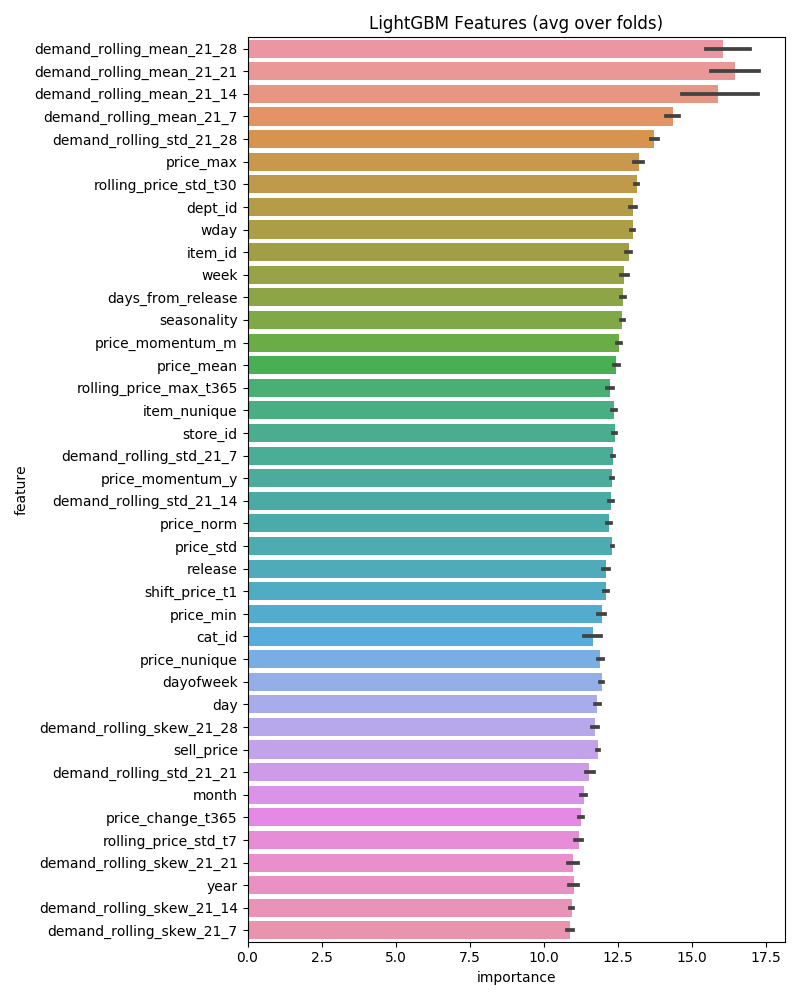 LightGBM Features (avg over folds)
demand_rolling_mean_21_28
demand_rolling_mean_21_21
demand_rolling_mean_21_14
demand_rolling_mean_21_7
demand_rolling_std_21_28
price_max
rolling_price_std_t30
dept_id
wday
item_id
week
days_from_release
seasonality
price_momentum_m
price_mean
rolling_price_max_t365
item_nunique
store_id
demand_rolling_std_21_7
price_momentum_y
demand_rolling_std_21_14
price_norm
price_std
release
shift_price_t1
price_min
cat_id
price_nunique
dayofweek
day
demand_rolling_skew_21_28
sell_price
demand_rolling_std_21_21
month
price_change_t365
rolling_price_std_t7
demand_rolling_skew_21_21
year
demand_rolling_skew_21_14
demand_rolling_skew_21_7
feature
0.0 2.5 5.0 7.5 10.0 12.5 15.0 17.5
importance